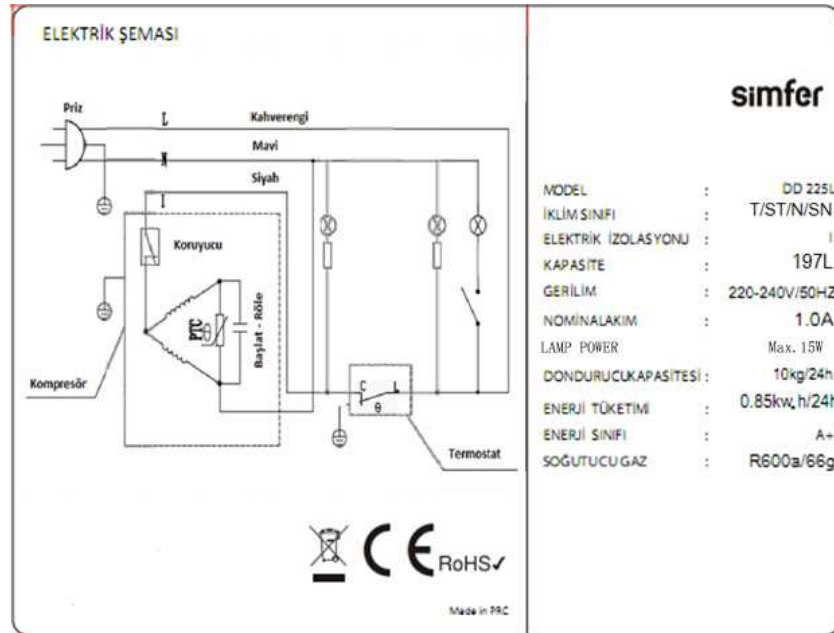 ELEKTRİK ŞEMASI
Priz
L
Kahverengi
N
Mavi
Siyah
I
Koruyucu
PTC
θ
Başlat - Röle
Kompresör
C L
θ
Termostat
CE RoHS✓
Made in PRC
simfer
MODEL : DD 225L
İKLİM SINIFI : T/ST/N/SN
ELEKTRİK İZOLASYONU : I
KAPASİTE : 197L
GERİLİM : 220-240V/50HZ
NOMİNALAKIM : 1.0A
LAMP POWER Max. 15W
DONDURUCUKAPASİTESİ : 10kg/24h
ENERJİ TÜKETİMİ : 0.85kw.h/24h
ENERJİ SINIFI : A+
SOĞUTUCU GAZ : R600a/66g